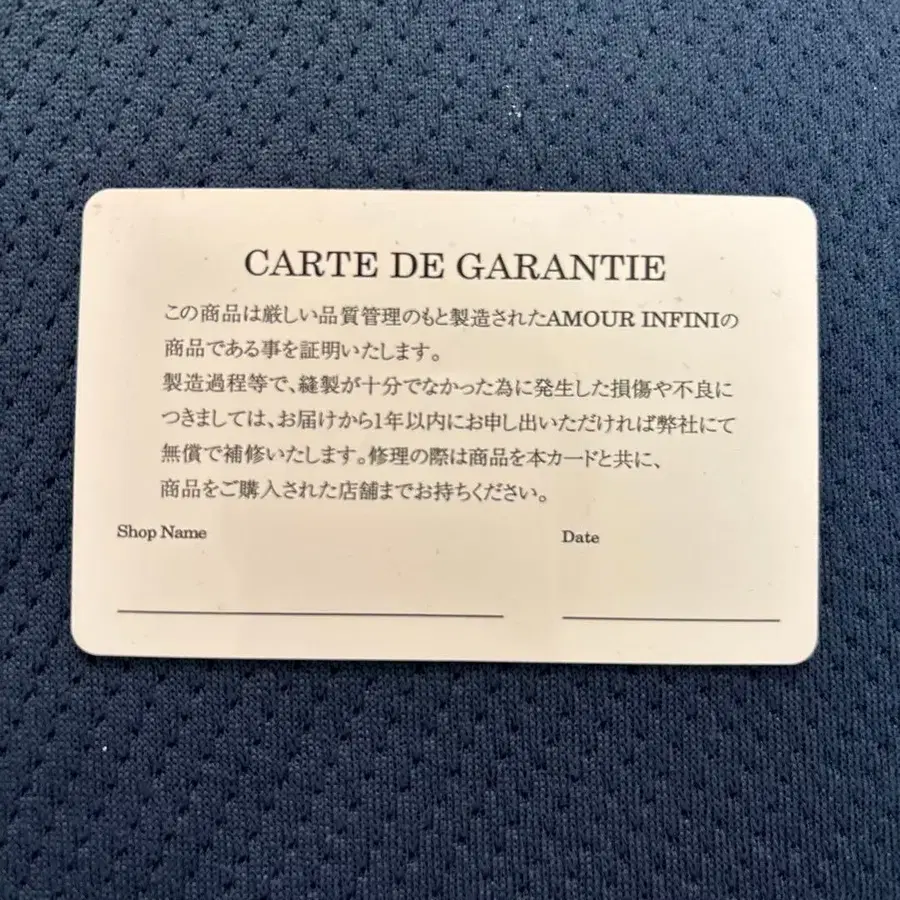 CARTE DE GARANTIE
この商品は厳しい品質管理のもと製造されたAMOUR INFINIの
商品である事を証明いたします。
製造過程等で、縫製が十分でなかった為に発生した損傷や不良に
つきましては、お届けから1年以内にお申し出いただければ弊社にて
無償で補修いたします。修理の際は商品を本カードと共に、
商品をご購入された店舗までお持ちください。
Shop Name
Date